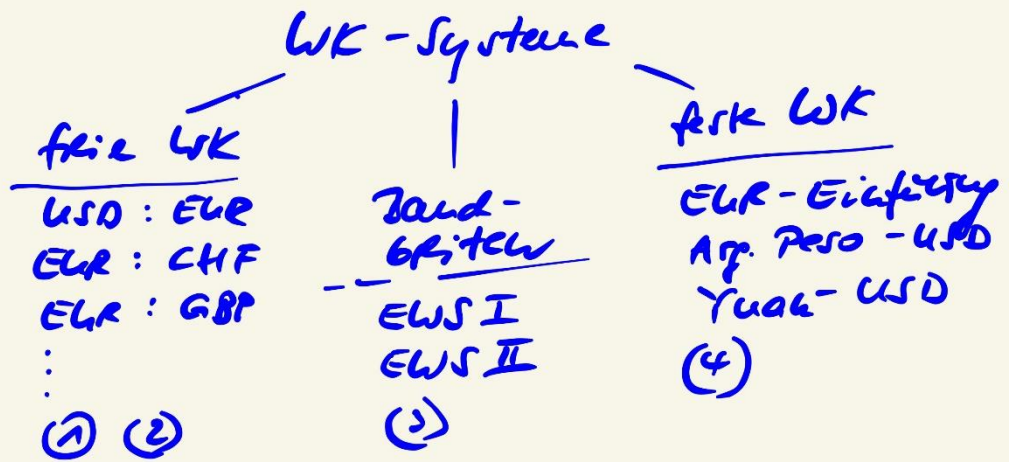 WK-Systeme
freie WK
USD : EUR
EUR : CHF
EUR : GBP
:
① ②
Band-
breiten
EWS I
EWS II
(3)
feste WK
EUR-Einführung
Arg. Peso - USD
Yuan - USD
(4)